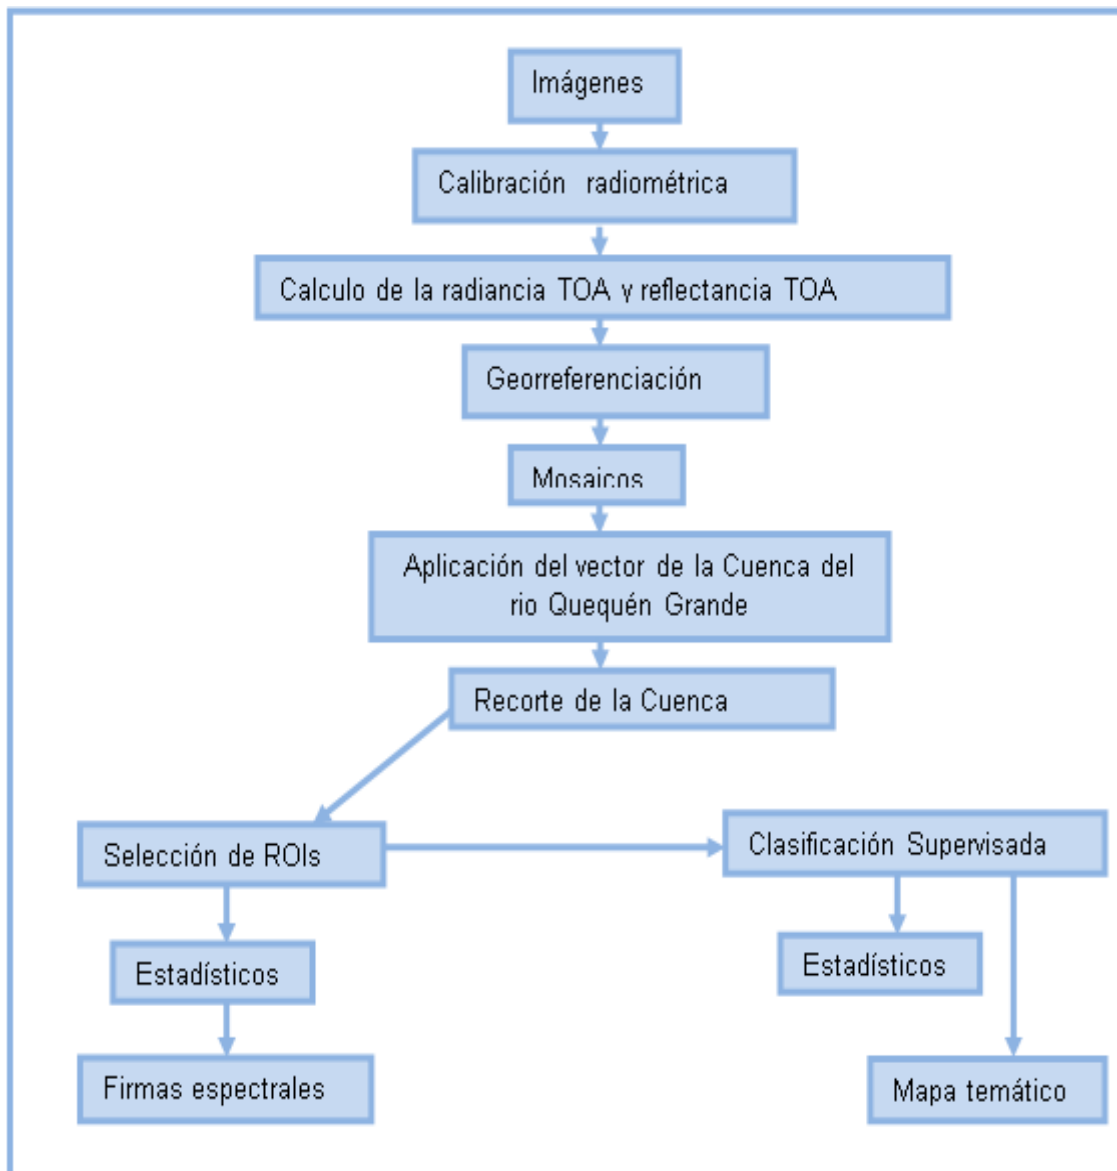 Imágenes
Calibración radiométrica
Calculo de la radiancia TOA y reflectancia TOA
Georreferenciación
Mosaicos
Aplicación del vector de la Cuenca del
rio Quequén Grande
Recorte de la Cuenca
Selección de ROIs
Clasificación Supervisada
Estadísticos
Estadísticos
Firmas espectrales
Mapa temático